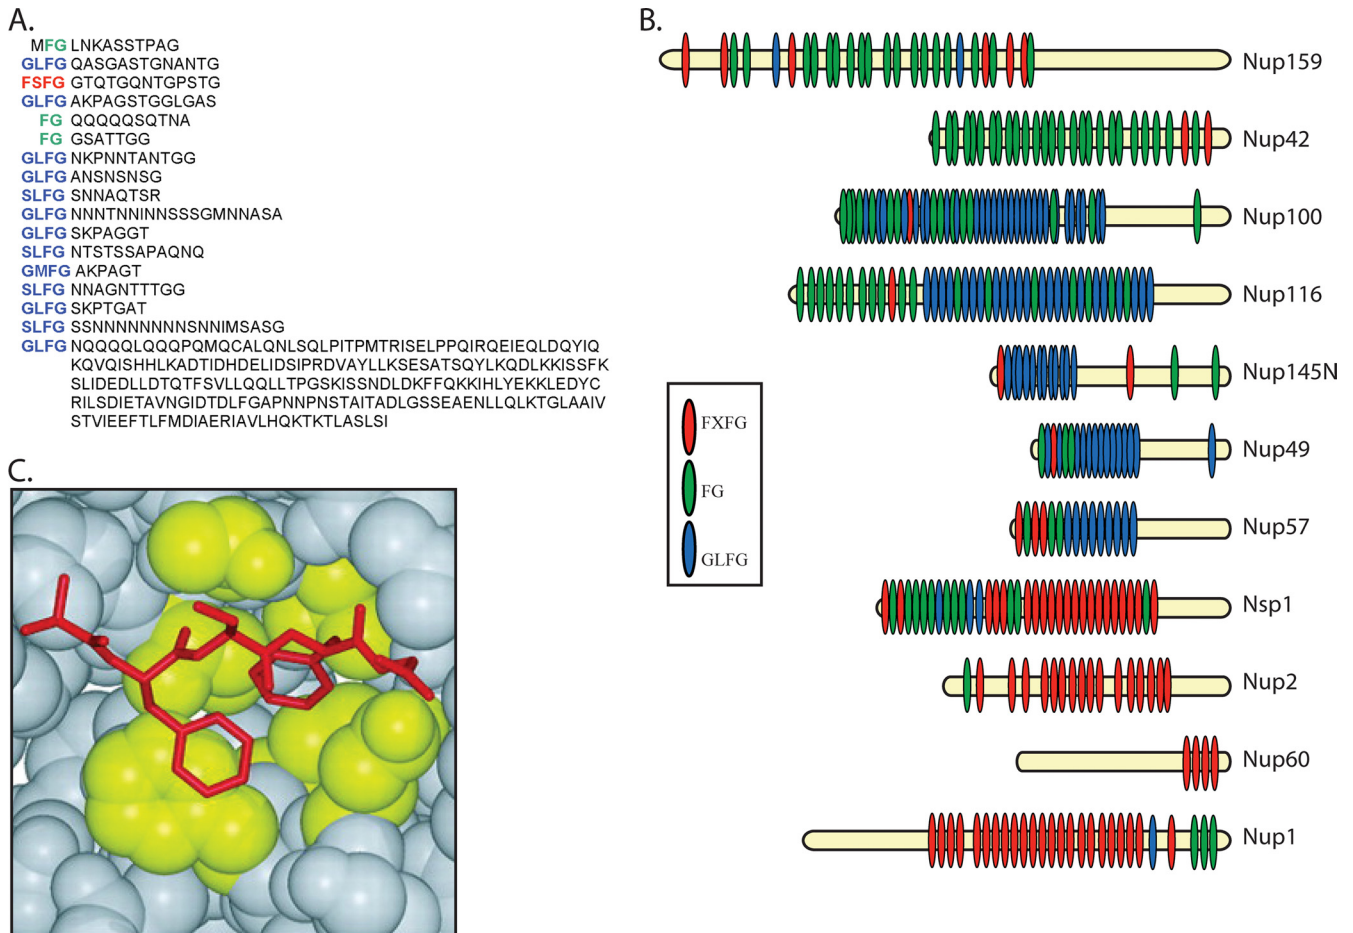 A.
MFG LNKASSTPAG
GLFG QASGASTGNANTG
FSFG GTQTGQNTGPSTG
GLFG AKPAGSTGGLGAS
FG QQQQQSQTNA
FG GSATTGG
GLFG NKPNNTANTGG
GLFG ANSNSNSG
SLFG SNNAQTSR
GLFG NNNTNNINNSSSGMNNASA
GLFG SKPAGGT
SLFG NTSTSSAPAQNQ
GMFG AKPAGT
SLFG NNAGNTTTGG
GLFG SKPTGAT
SLFG SSNNNNNNNNSNNIMSASG
GLFG NQQQQLQQQPQMQCALQNLSQLPITPMTRISELPPQIRQEIEQLDQYIQ
KQVQISHHLKADTIDHDELIDSIPRDVAYLLKSESATSQYLKQDLKKISSFK
SLIDEDLLDTQTFSVLLQQLLTPGSKISSNDLDKFFQKKIHLYEKKLEDYC
RILSDIETAVNGIDTDLFGAPNNPNSTAITADLGSSEAENLLQLKTGLAAIV
STVIEEFTLFMDIAERIAVLHQKTKTLASLSI
B.
Nup159
Nup42
Nup100
Nup116
Nup145N
Nup49
Nup57
Nsp1
Nup2
Nup60
Nup1
FXFG
FG
GLFG
C.